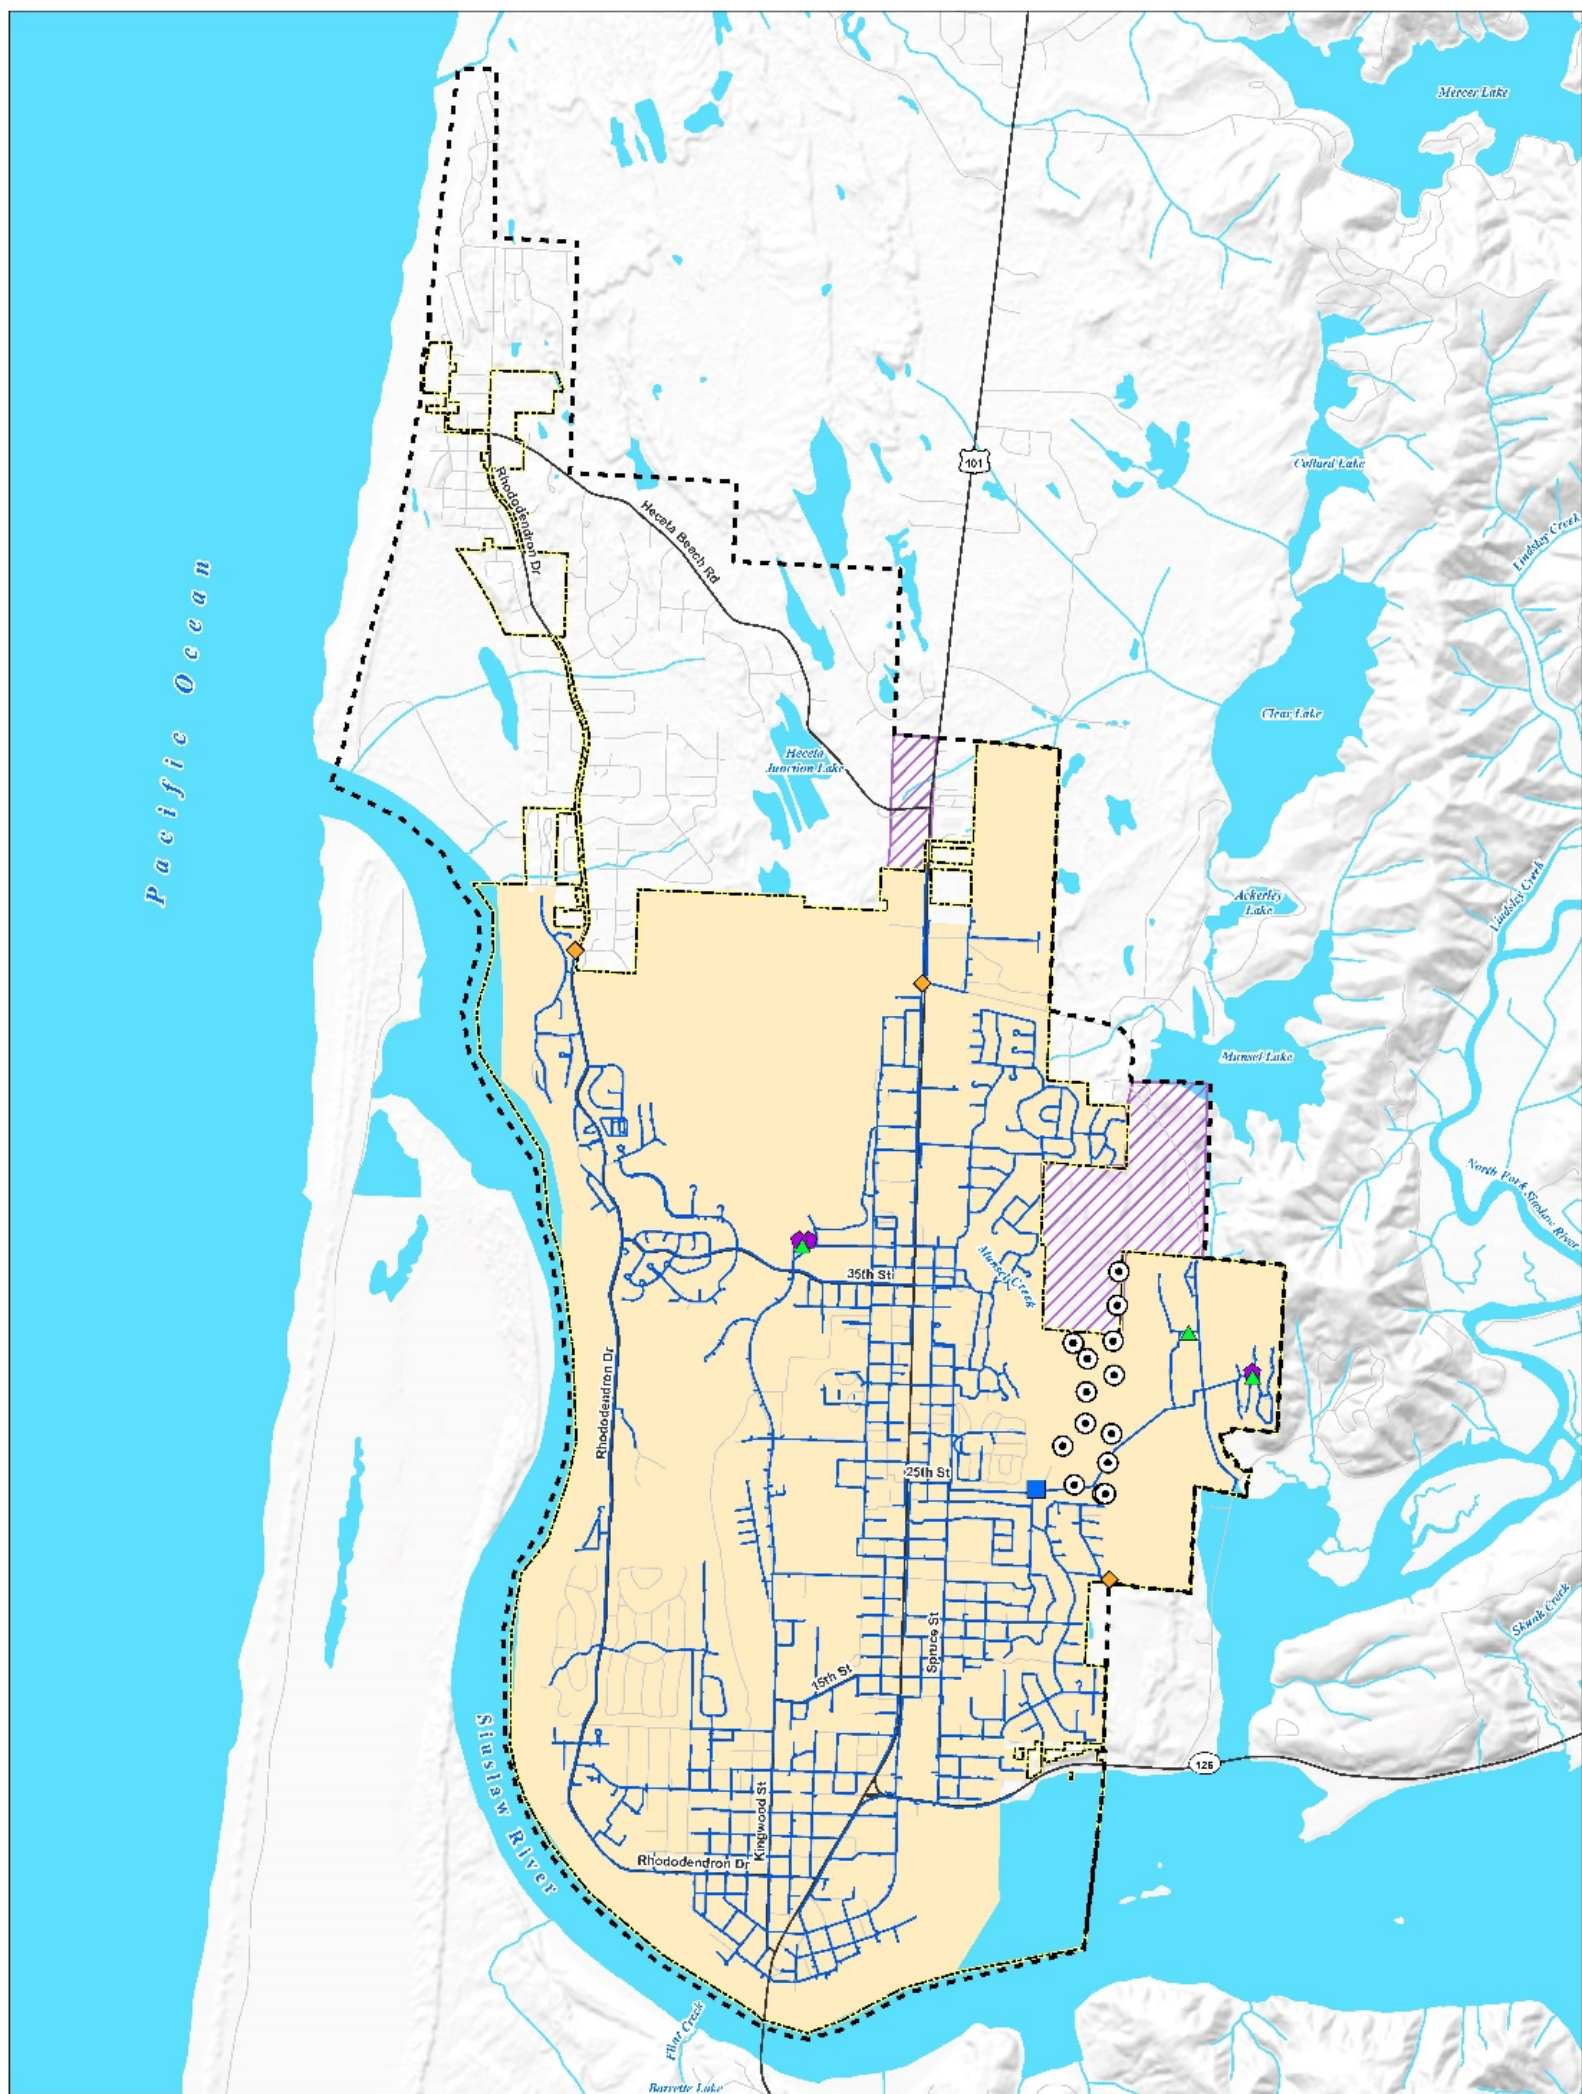 Mercer Lake
101
Collard Lake
Rhododendron Dr
Heceta Beach Rd
Lindsley Creek
Pacific Ocean
Clear Lake
Heceta
Junction Lake
Ackerley
Lake
Lindsley Creek
Munsel Lake
North Fork Siuslaw River
Munsel Creek
35th St
Rhododendron Dr
25th St
Skunk Creek
Spruce St
15th St
126
Siuslaw River
Kingwood St
Rhododendron Dr
Flint Creek
Barrette Lake